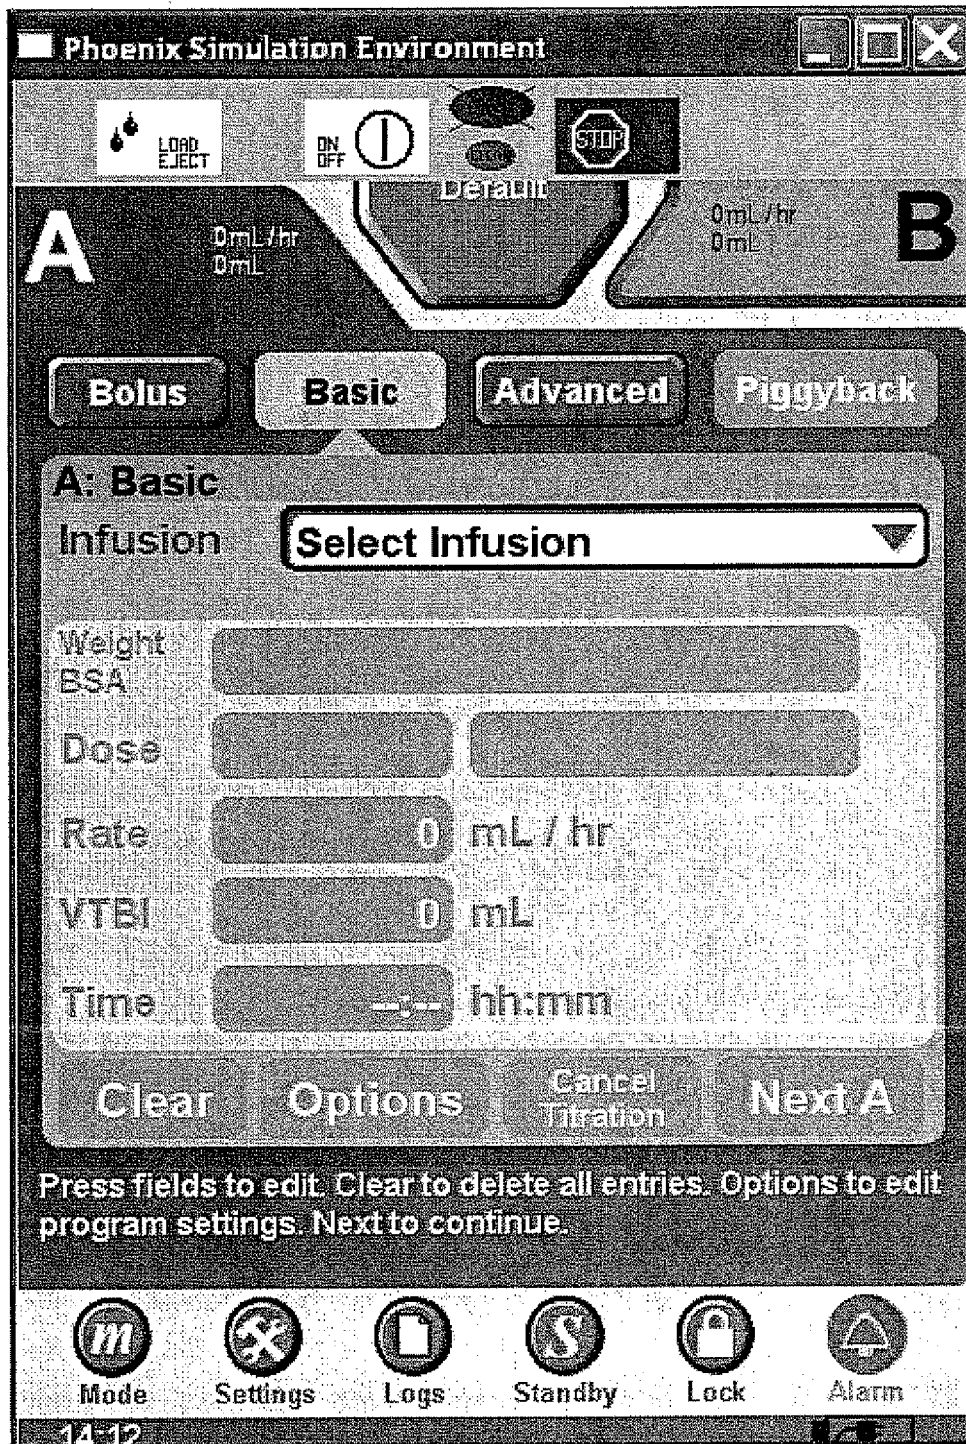 Phoenix Simulation Environment
LOAD
EJECT
ON
OFF
STOP
Default
A
0mL/hr
0mL
0mL/hr
0mL
B
Bolus Basic Advanced Piggyback
A: Basic
Infusion Select Infusion
Weight
BSA
Dose
Rate 0 mL / hr
VTBI 0 mL
Time --:-- hh:mm
Clear Options Cancel Titration Next A
Press fields to edit. Clear to delete all entries. Options to edit
program settings. Next to continue.
m S
Mode Settings Logs Standby Lock Alarm
14:12